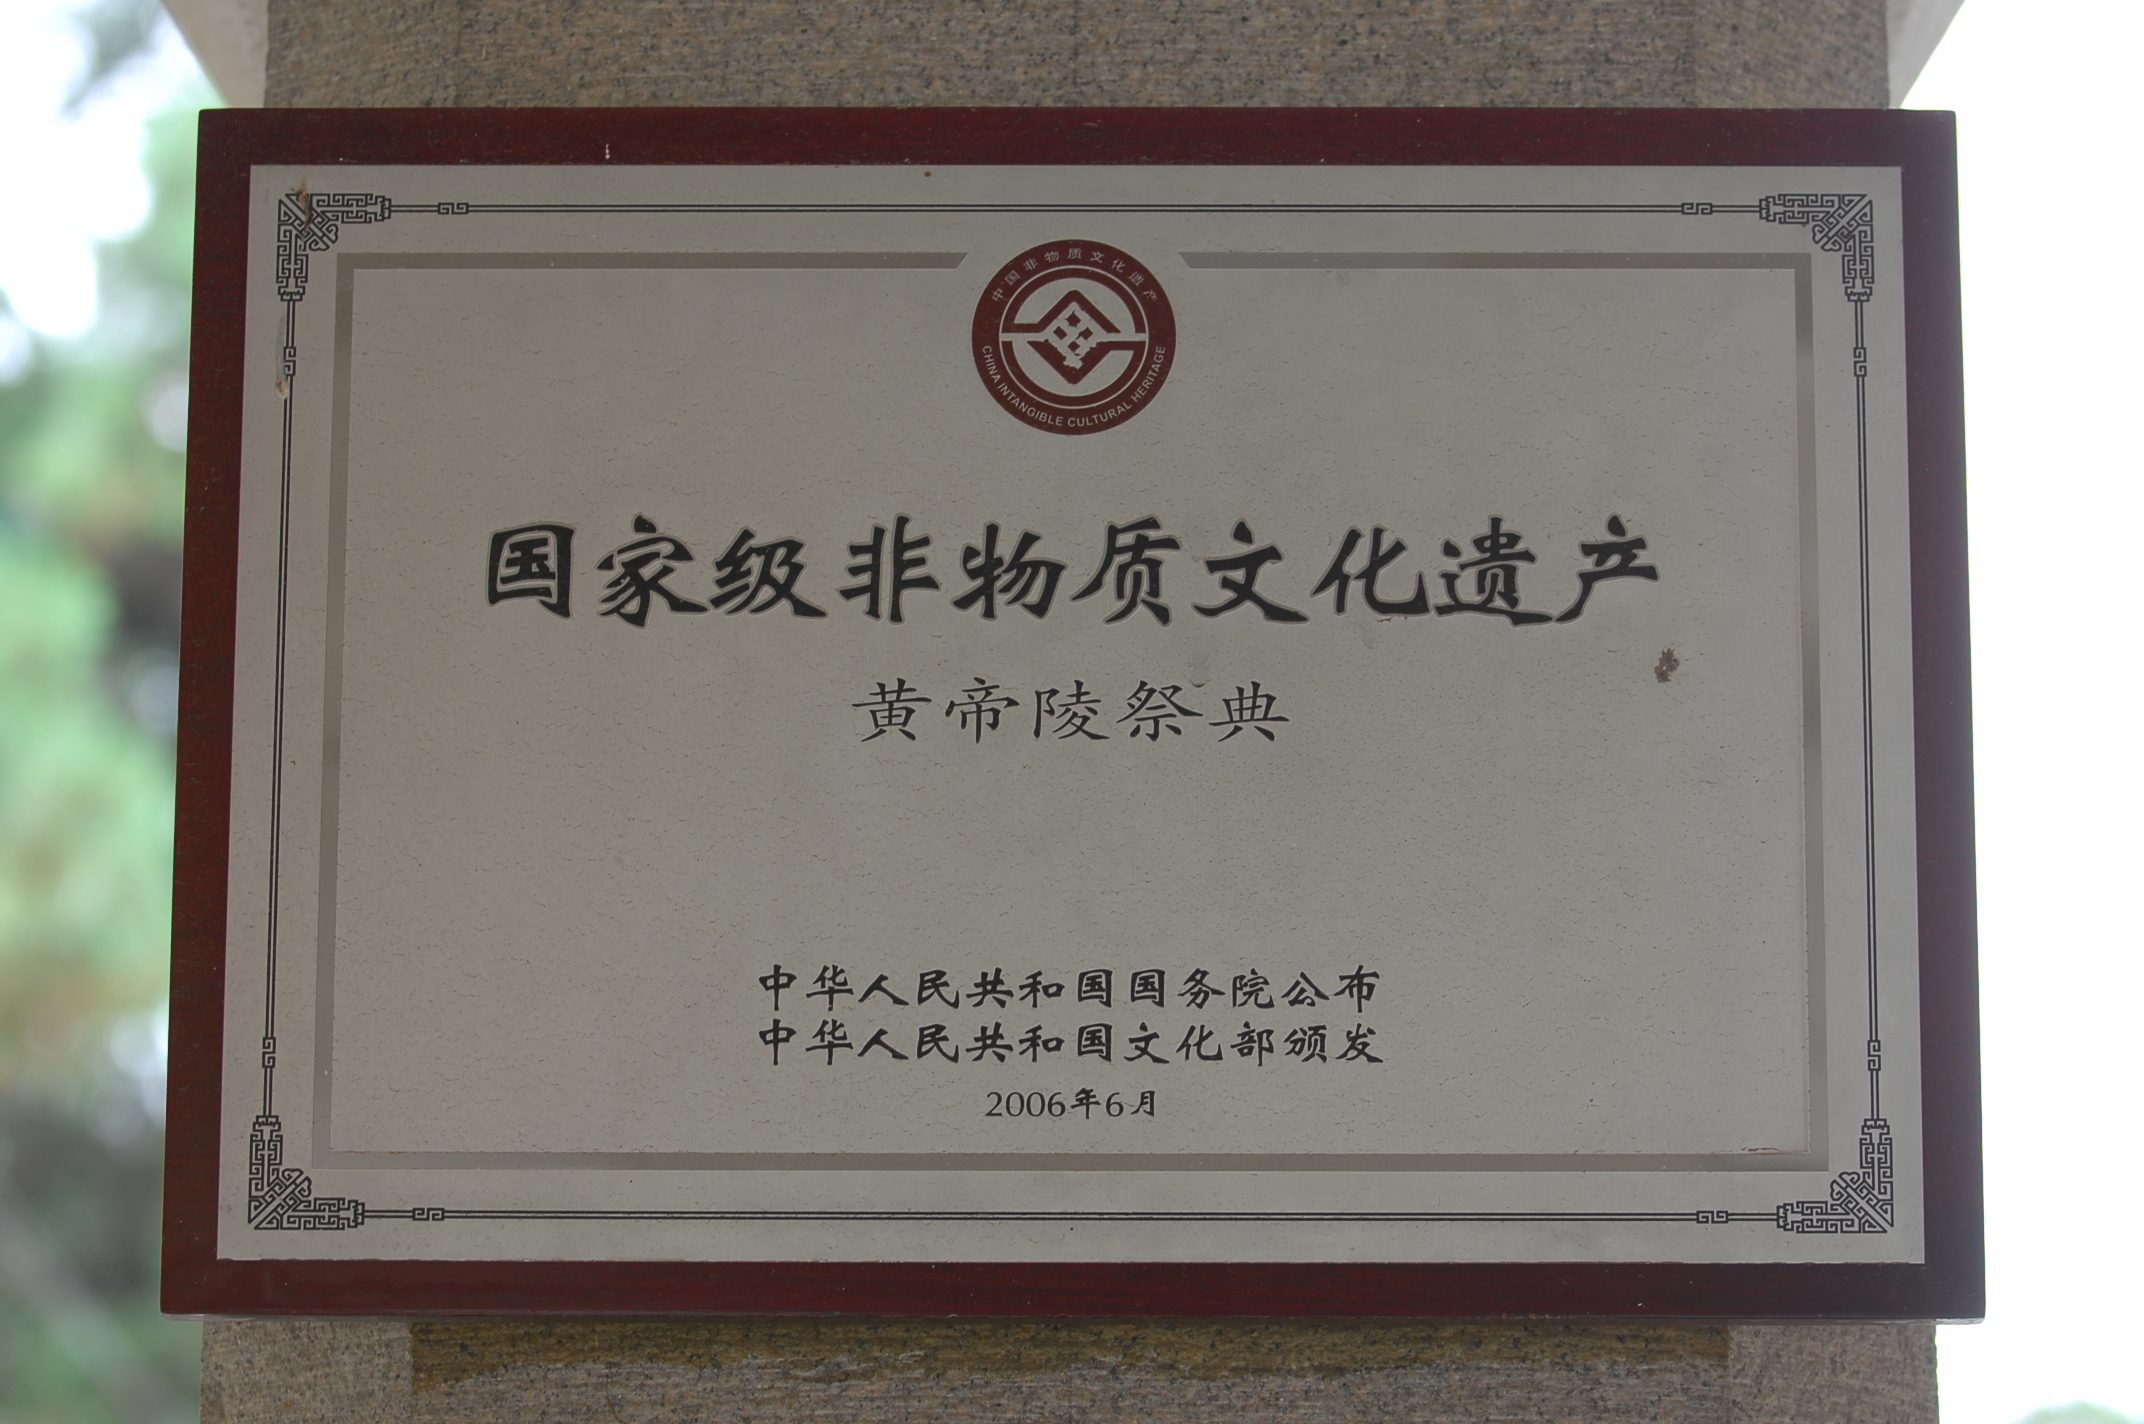 中国非物质文化遗产
CHINA INTANGIBLE CULTURAL HERITAGE
国家级非物质文化遗产
黄帝陵祭典
中华人民共和国国务院公布
中华人民共和国文化部颁发
2006年6月